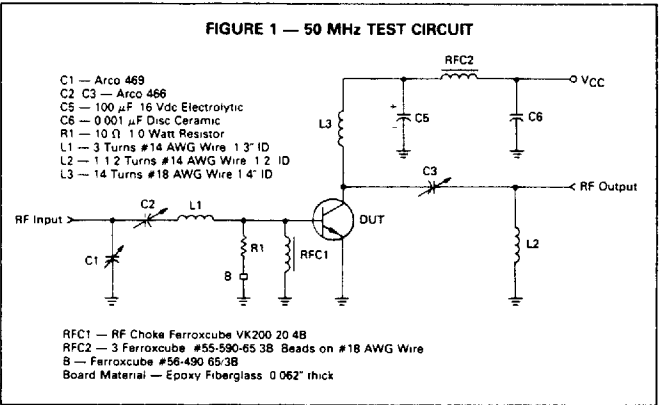 FIGURE 1 — 50 MHz TEST CIRCUIT
C1 — Arco 469
C2 C3 — Arco 466
C5 — 100 µF 16 Vdc Electrolytic
C6 — 0 001 µF Disc Ceramic
R1 — 10 Ω 1 0 Watt Resistor
L1 — 3 Turns #14 AWG Wire 1 3" ID
L2 — 1 1 2 Turns #14 AWG Wire 1 2 ID
L3 — 14 Turns #18 AWG Wire 1 4" ID
RFC2
VCC
+
C5
–
C6
L3
C3
RF Output
C2
L1
RF Input
DUT
C1
R1
B
RFC1
L2
RFC1 — RF Choke Ferroxcube VK200 20 4B
RFC2 — 3 Ferroxcube #55-590-65 3B Beads on #18 AWG Wire
B — Ferroxcube #56-490 65/3B
Board Material — Epoxy Fiberglass 0 062" thick